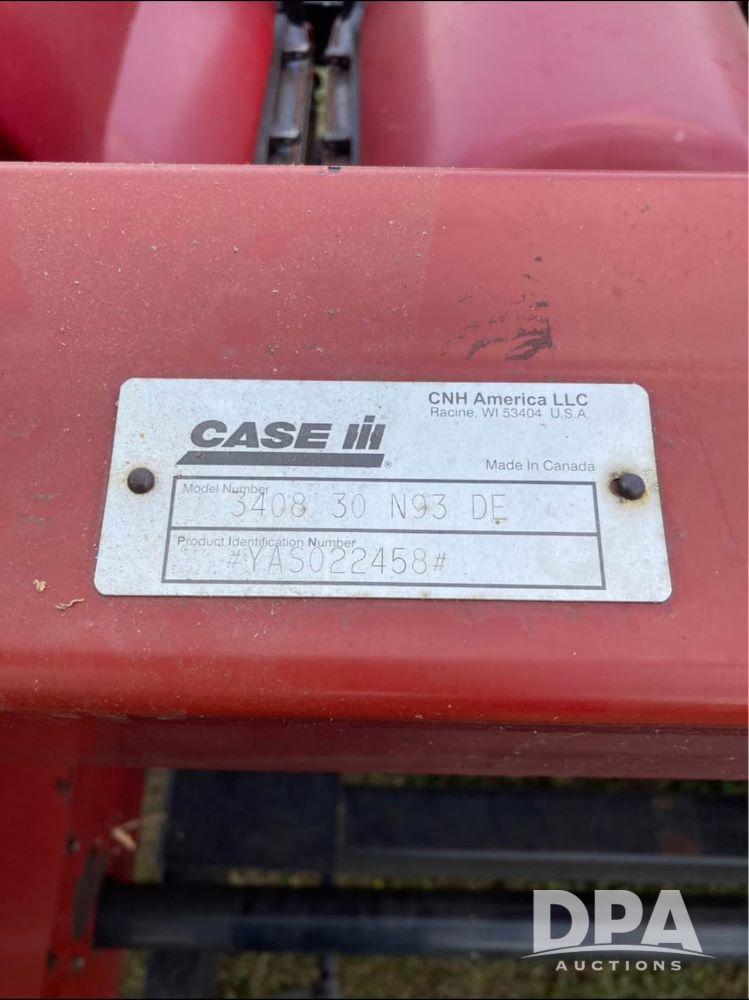 CNH America LLC
Racine, WI 53404 U.S.A.
CASE IH
®
Made In Canada
Model Number
3408 30 N93 DE
Product Identification Number
#YAS022458#
DPA
AUCTIONS